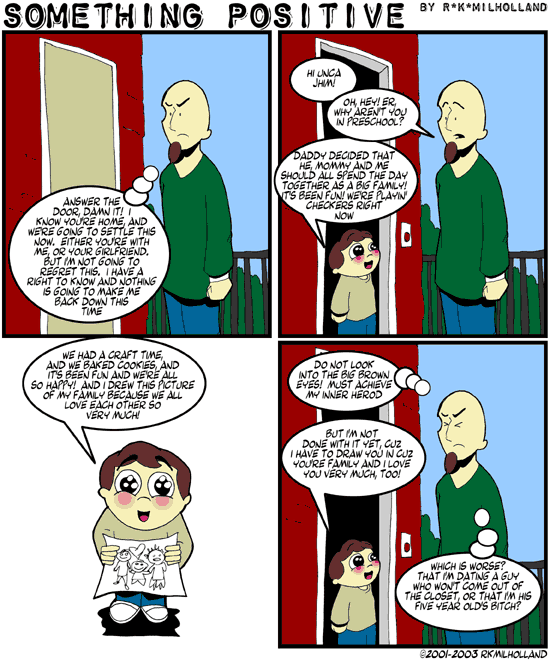 SOMETHING POSITIVE BY R*K*MILHOLLAND
ANSWER THE
DOOR, DAMN IT! I
KNOW YOU'RE HOME, AND
WE'RE GOING TO SETTLE THIS
NOW. EITHER YOU'RE WITH
ME, OR YOUR GIRLFRIEND.
BUT I'M NOT GOING TO
REGRET THIS. I HAVE A
RIGHT TO KNOW AND NOTHING
IS GOING TO MAKE ME
BACK DOWN THIS
TIME
HI UNCA
JHIM!
OH, HEY! ER,
WHY AREN'T YOU
IN PRESCHOOL?
DADDY DECIDED THAT
HE, MOMMY AND ME
SHOULD ALL SPEND THE DAY
TOGETHER AS A BIG FAMILY!
IT'S BEEN FUN! WE'RE PLAYIN'
CHECKERS RIGHT
NOW
WE HAD A CRAFT TIME,
AND WE BAKED COOKIES, AND
IT'S BEEN FUN AND WE'RE ALL
SO HAPPY! AND I DREW THIS PICTURE
OF MY FAMILY BECAUSE WE ALL
LOVE EACH OTHER SO
VERY MUCH!
DO NOT LOOK
INTO THE BIG BROWN
EYES! MUST ACHIEVE
MY INNER HEROD
BUT I'M NOT
DONE WITH IT YET, CUZ
I HAVE TO DRAW YOU IN CUZ
YOU'RE FAMILY AND I LOVE
YOU VERY MUCH, TOO!
WHICH IS WORSE?
THAT I'M DATING A GUY
WHO WON'T COME OUT OF
THE CLOSET, OR THAT I'M HIS
FIVE YEAR OLD'S BITCH?
©2001-2003 RKMILHOLLAND